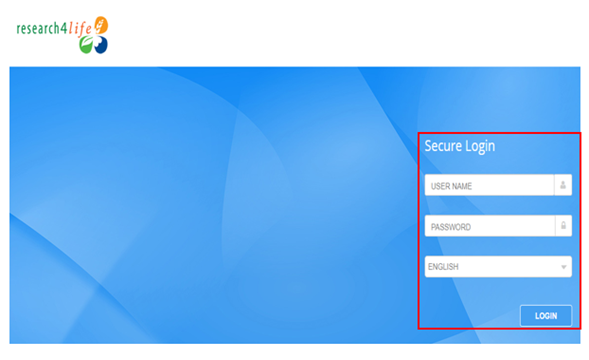 research4life
Secure Login
USER NAME
PASSWORD
ENGLISH
LOGIN